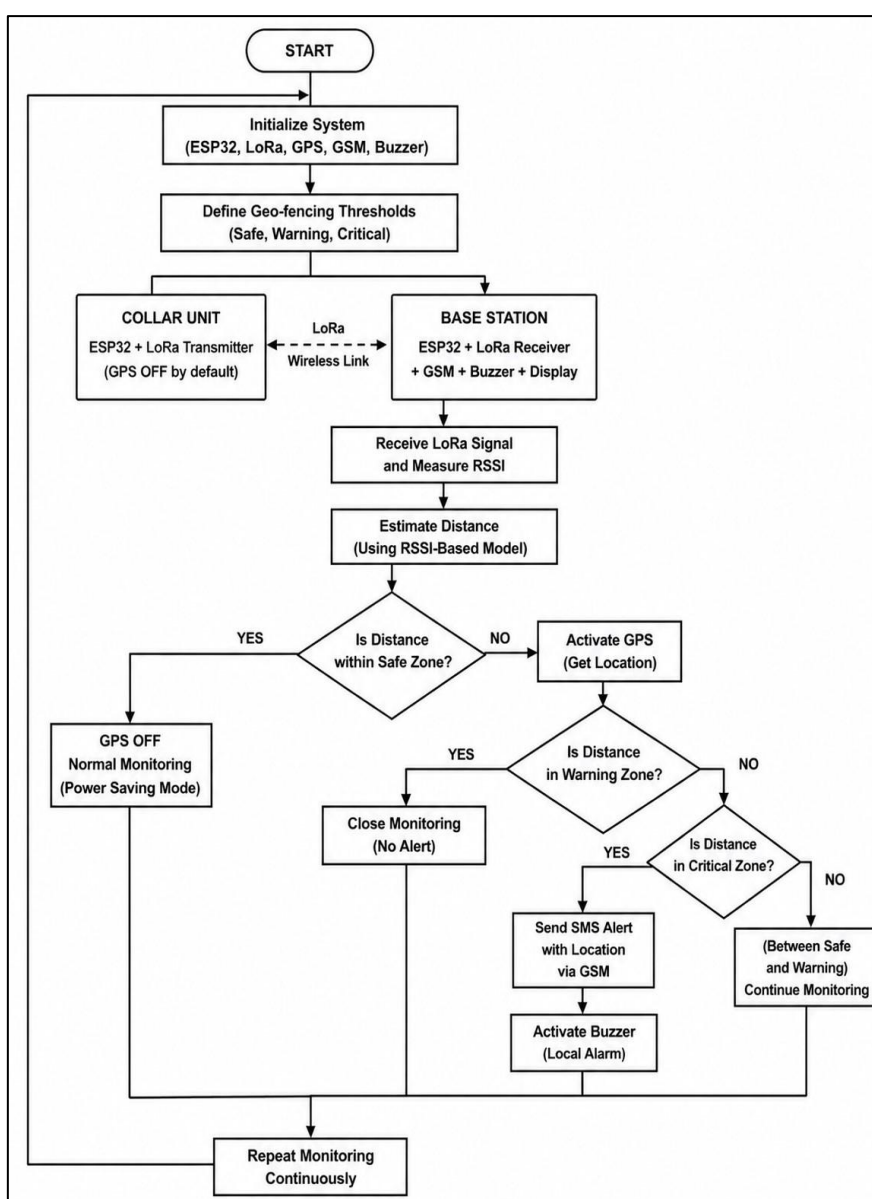 START
Initialize System
(ESP32, LoRa, GPS, GSM, Buzzer)
Define Geo-fencing Thresholds
(Safe, Warning, Critical)
COLLAR UNIT
ESP32 + LoRa Transmitter
(GPS OFF by default)
LoRa
Wireless Link
BASE STATION
ESP32 + LoRa Receiver
+ GSM + Buzzer + Display
Receive LoRa Signal
and Measure RSSI
Estimate Distance
(Using RSSI-Based Model)
Is Distance
within Safe Zone?
YES
NO
GPS OFF
Normal Monitoring
(Power Saving Mode)
Activate GPS
(Get Location)
Is Distance
in Warning Zone?
YES
NO
Close Monitoring
(No Alert)
Is Distance
in Critical Zone?
YES
NO
Send SMS Alert
with Location
via GSM
(Between Safe
and Warning)
Continue Monitoring
Activate Buzzer
(Local Alarm)
Repeat Monitoring
Continuously